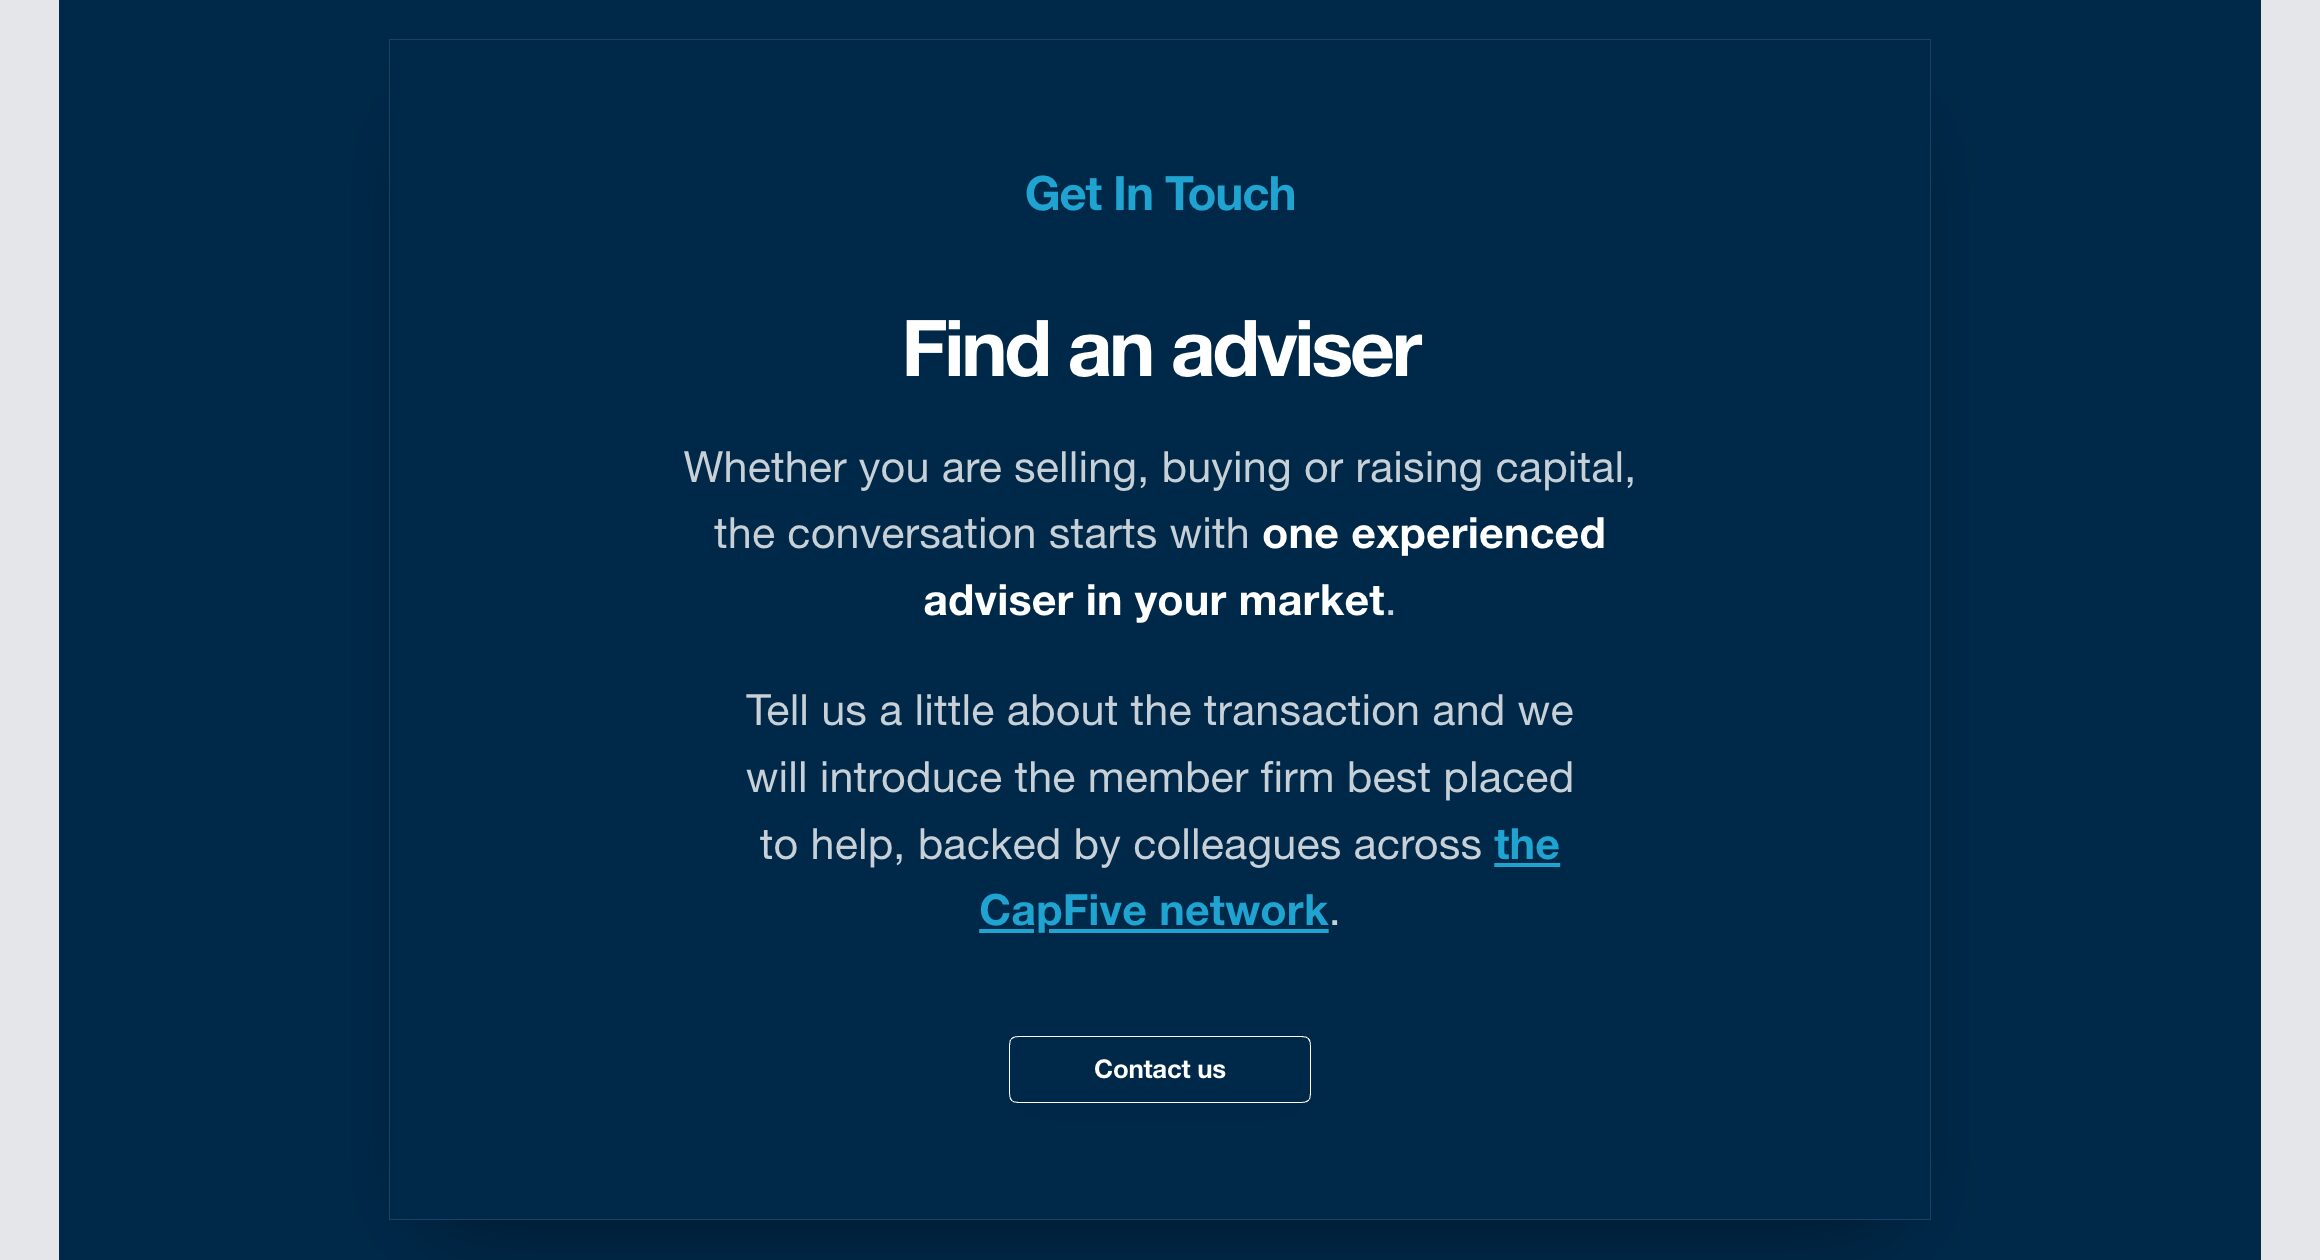 Get In Touch
Find an adviser
Whether you are selling, buying or raising capital,
the conversation starts with one experienced
adviser in your market.
Tell us a little about the transaction and we
will introduce the member firm best placed
to help, backed by colleagues across the
CapFive network.
Contact us